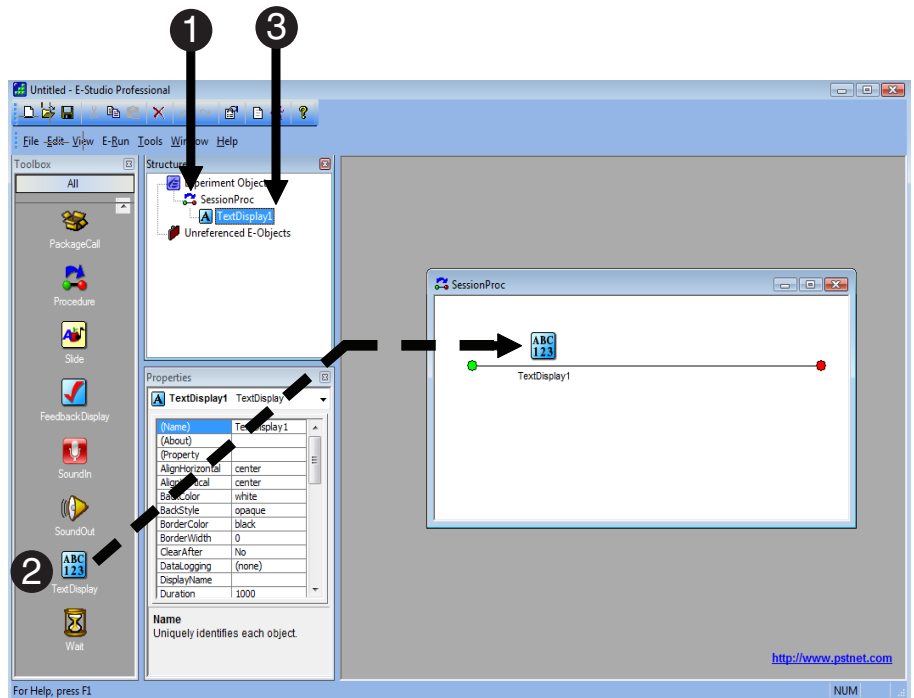 1 3
Untitled - E-Studio Professional
File Edit View E-Run Tools Window Help
Toolbox
All
PackageCall
Procedure
Slide
FeedbackDisplay
SoundIn
SoundOut
2
ABC
123
TextDisplay
Wait
Structure
Experiment Object
SessionProc
A TextDisplay1
Unreferenced E-Objects
Properties
A TextDisplay1 TextDisplay
(Name) TextDisplay1
(About)
(Property
AlignHorizontal center
AlignVertical center
BackColor white
BackStyle opaque
BorderColor black
BorderWidth 0
ClearAfter No
DataLogging (none)
DisplayName
Duration 1000
Name
Uniquely identifies each object.
SessionProc
ABC
123
TextDisplay1
http://www.pstnet.com
For Help, press F1
NUM